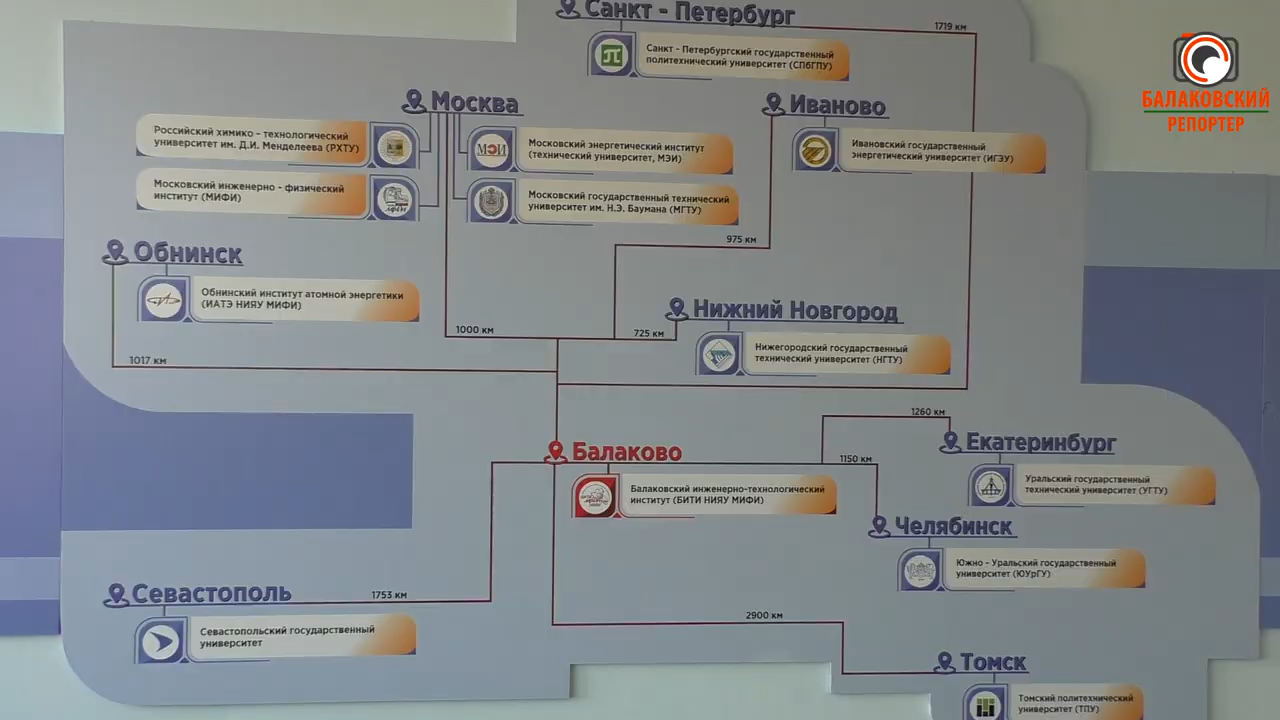 Санкт - Петербург
1719 км
Санкт - Петербургский государственный
политехнический университет (СПбГПУ)
БАЛАКОВСКИЙ
РЕПОРТЕР
Москва
Иваново
Российский химико - технологический
университет им. Д.И. Менделеева (РХТУ)
МЭИ
Московский энергетический институт
(технический университет, МЭИ)
Ивановский государственный
энергетический университет (ИГЭУ)
Московский инженерно - физический
институт (МИФИ)
Московский государственный технический
университет им. Н.Э. Баумана (МГТУ)
975 км
Обнинск
Обнинский институт атомной энергетики
(ИАТЭ НИЯУ МИФИ)
Нижний Новгород
1000 км
725 км
Нижегородский государственный
технический университет (НГТУ)
1017 км
1260 км
Екатеринбург
Балаково
1150 км
Уральский государственный
технический университет (УГТУ)
Балаковский инженерно-технологический
институт (БИТИ НИЯУ МИФИ)
Челябинск
Южно - Уральский государственный
университет (ЮУрГУ)
Севастополь
1753 км
2900 км
Севастопольский государственный
университет
Томск
Томский политехнический
университет (ТПУ)